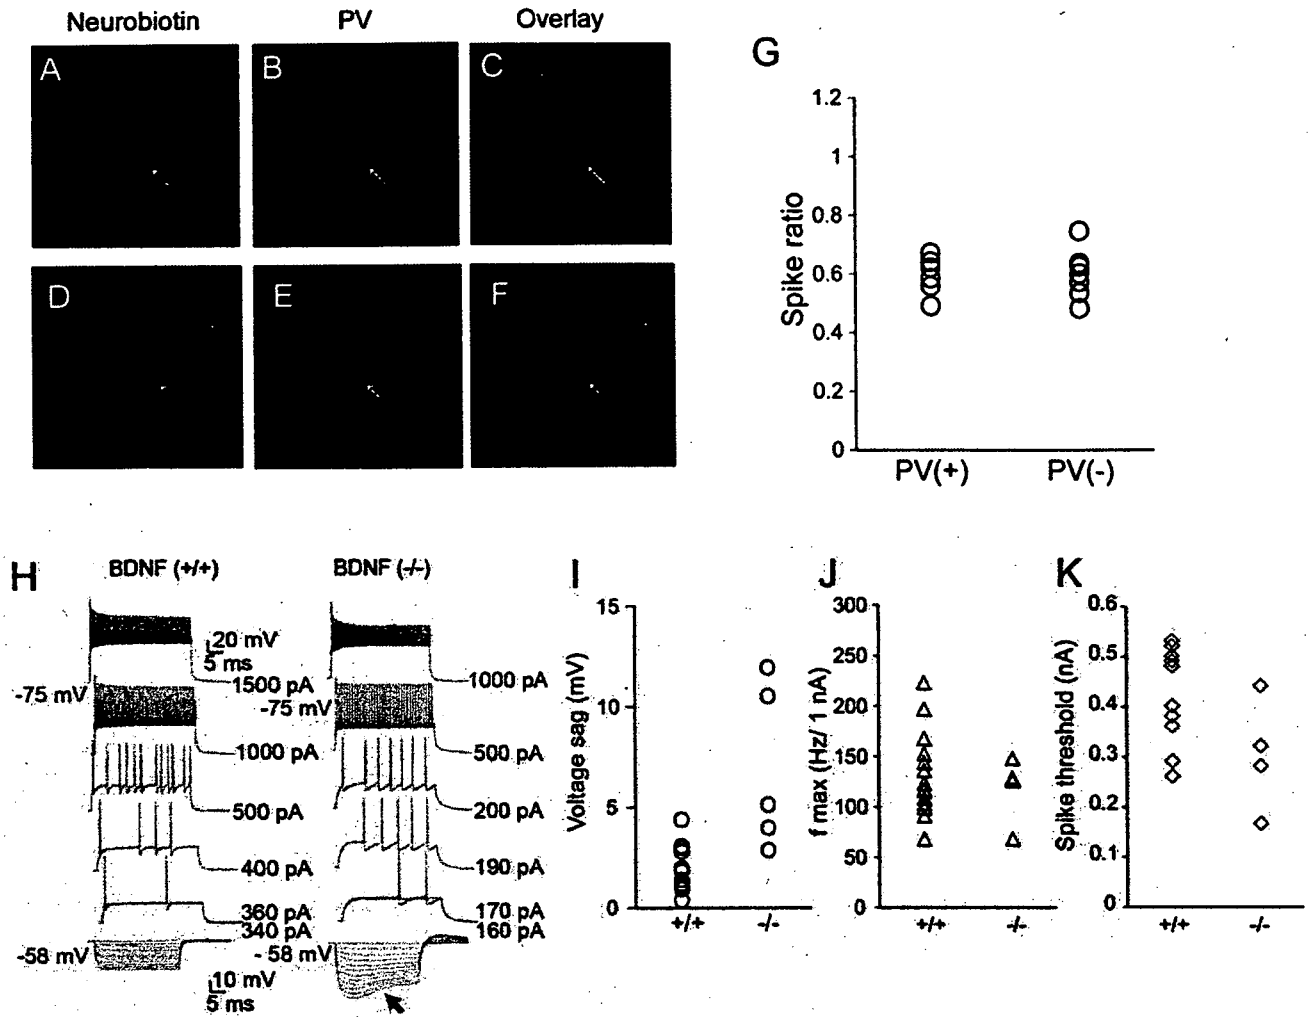 Neurobiotin PV Overlay
A B C
D E F
G
Spike ratio
1.2
1
0.8
0.6
0.4
0.2
0
PV(+) PV(-)
H
BDNF (+/+) BDNF (-/-)
20 mV
5 ms
-75 mV
1500 pA
1000 pA
500 pA
400 pA
360 pA
340 pA
-58 mV
10 mV
5 ms
1000 pA
-75 mV
500 pA
200 pA
190 pA
170 pA
160 pA
- 58 mV
I
Voltage sag (mV)
15
10
5
0
+/+ -/-
J
f max (Hz/ 1 nA)
300
250
200
150
100
50
0
+/+ -/-
K
Spike threshold (nA)
0.6
0.5
0.4
0.3
0.2
0.1
0
+/+ -/-